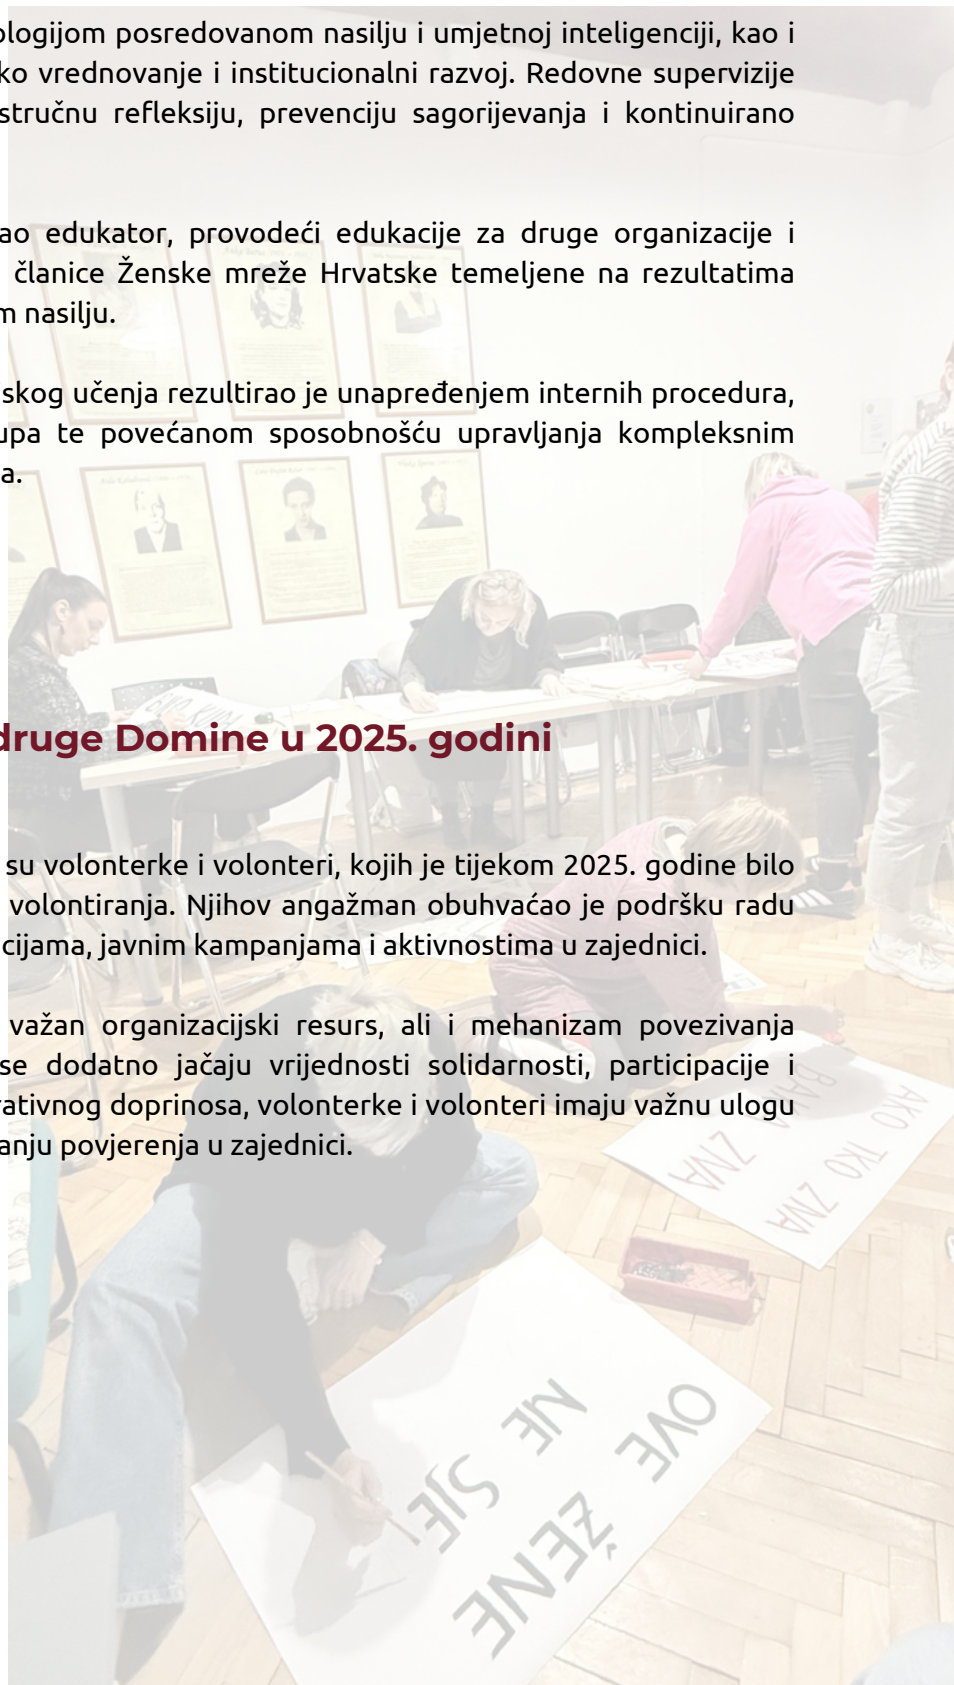 ologijom posredovanom nasilju i umjetnoj inteligenciji, kao i
ko vrednovanje i institucionalni razvoj. Redovne supervizije
stručnu refleksiju, prevenciju sagorijevanja i kontinuirano
ao edukator, provodeći edukacije za druge organizacije i
članice Ženske mreže Hrvatske temeljene na rezultatima
m nasilju.
skog učenja rezultirao je unapređenjem internih procedura,
upa te povećanom sposobnošću upravljanja kompleksnim
a.
druge Domine u 2025. godini
su volonterke i volonteri, kojih je tijekom 2025. godine bilo
volontiranja. Njihov angažman obuhvaćao je podršku radu
cijama, javnim kampanjama i aktivnostima u zajednici.
važan organizacijski resurs, ali i mehanizam povezivanja
se dodatno jačaju vrijednosti solidarnosti, participacije i
rativnog doprinosa, volonterke i volonteri imaju važnu ulogu
anju povjerenja u zajednici.
AKO TKO ZNA
BANA ZNA
OVE ŽENE
NE SIJE!